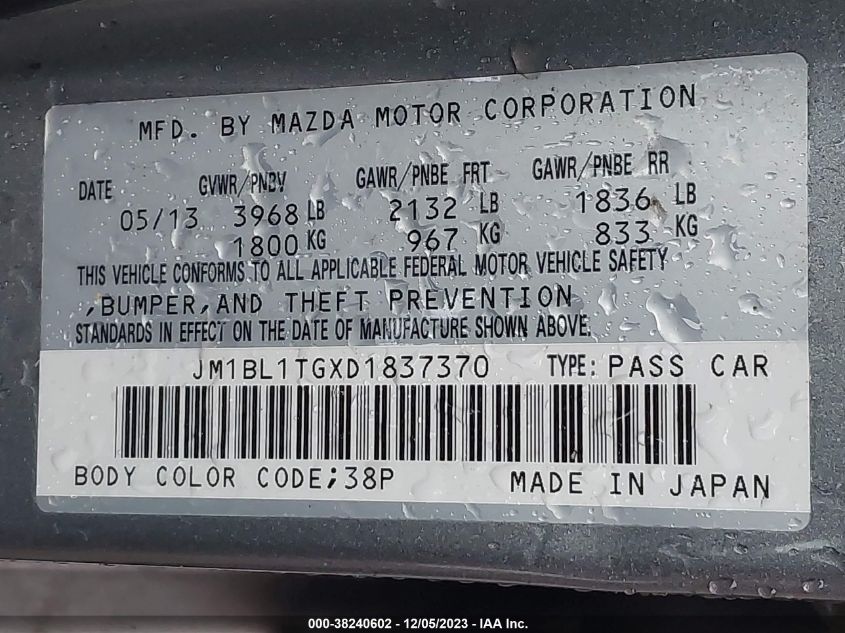 MFD. BY MAZDA MOTOR CORPORATION
DATE GVWR/PNBV GAWR/PNBE FRT GAWR/PNBE RR
05/13 3968 LB 2132 LB 1836 LB
1800 KG 967 KG 833 KG
THIS VEHICLE CONFORMS TO ALL APPLICABLE FEDERAL MOTOR VEHICLE SAFETY
,BUMPER,AND THEFT PREVENTION
STANDARDS IN EFFECT ON THE DATE OF MANUFACTURE SHOWN ABOVE.
JM1BL1TGXD1837370 TYPE: PASS CAR
BODY COLOR CODE;38P MADE IN JAPAN
000-38240602 - 12/05/2023 - IAA Inc.